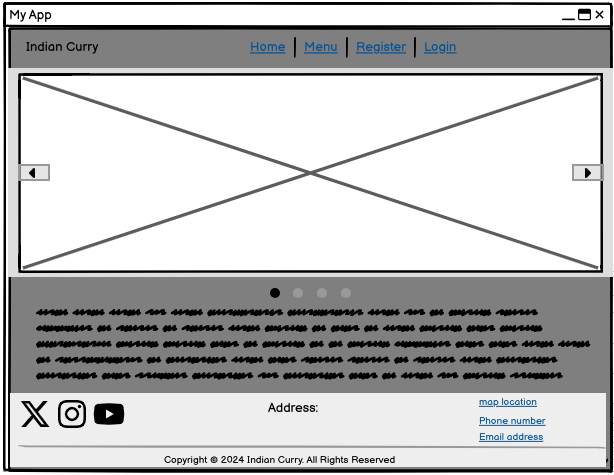 My App
Indian Curry Home Menu Register Login
Address:
map location
Phone number
Email address
Copyright © 2024 Indian Curry. All Rights Reserved